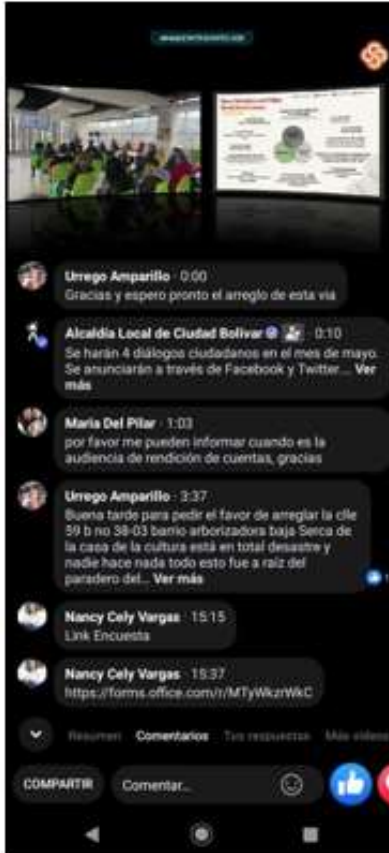 Urrego Amparillo · 0:00
Gracias y espero pronto el arreglo de esta via
Alcaldía Local de Ciudad Bolívar · 0:10
Se harán 4 diálogos ciudadanos en el mes de mayo.
Se anunciarán a través de Facebook y Twitter... Ver
más
Maria Del Pilar · 1:03
por favor me pueden informar cuando es la
audiencia de rendición de cuentas, gracias
Urrego Amparillo · 3:37
Buena tarde para pedir el favor de arreglar la clle
59 b no 38-03 barrio arborizadora baja Serca de
la casa de la cultura está en total desastre y
nadie hace nada todo esto fue a raiz del
paradero del... Ver más
Nancy Cely Vargas · 15:15
Link Encuesta
Nancy Cely Vargas · 15:37
https://forms.office.com/r/MTyWkzrWkC
Resumen Comentarios Tus respuestas Más videos
COMPARTIR Comentar...